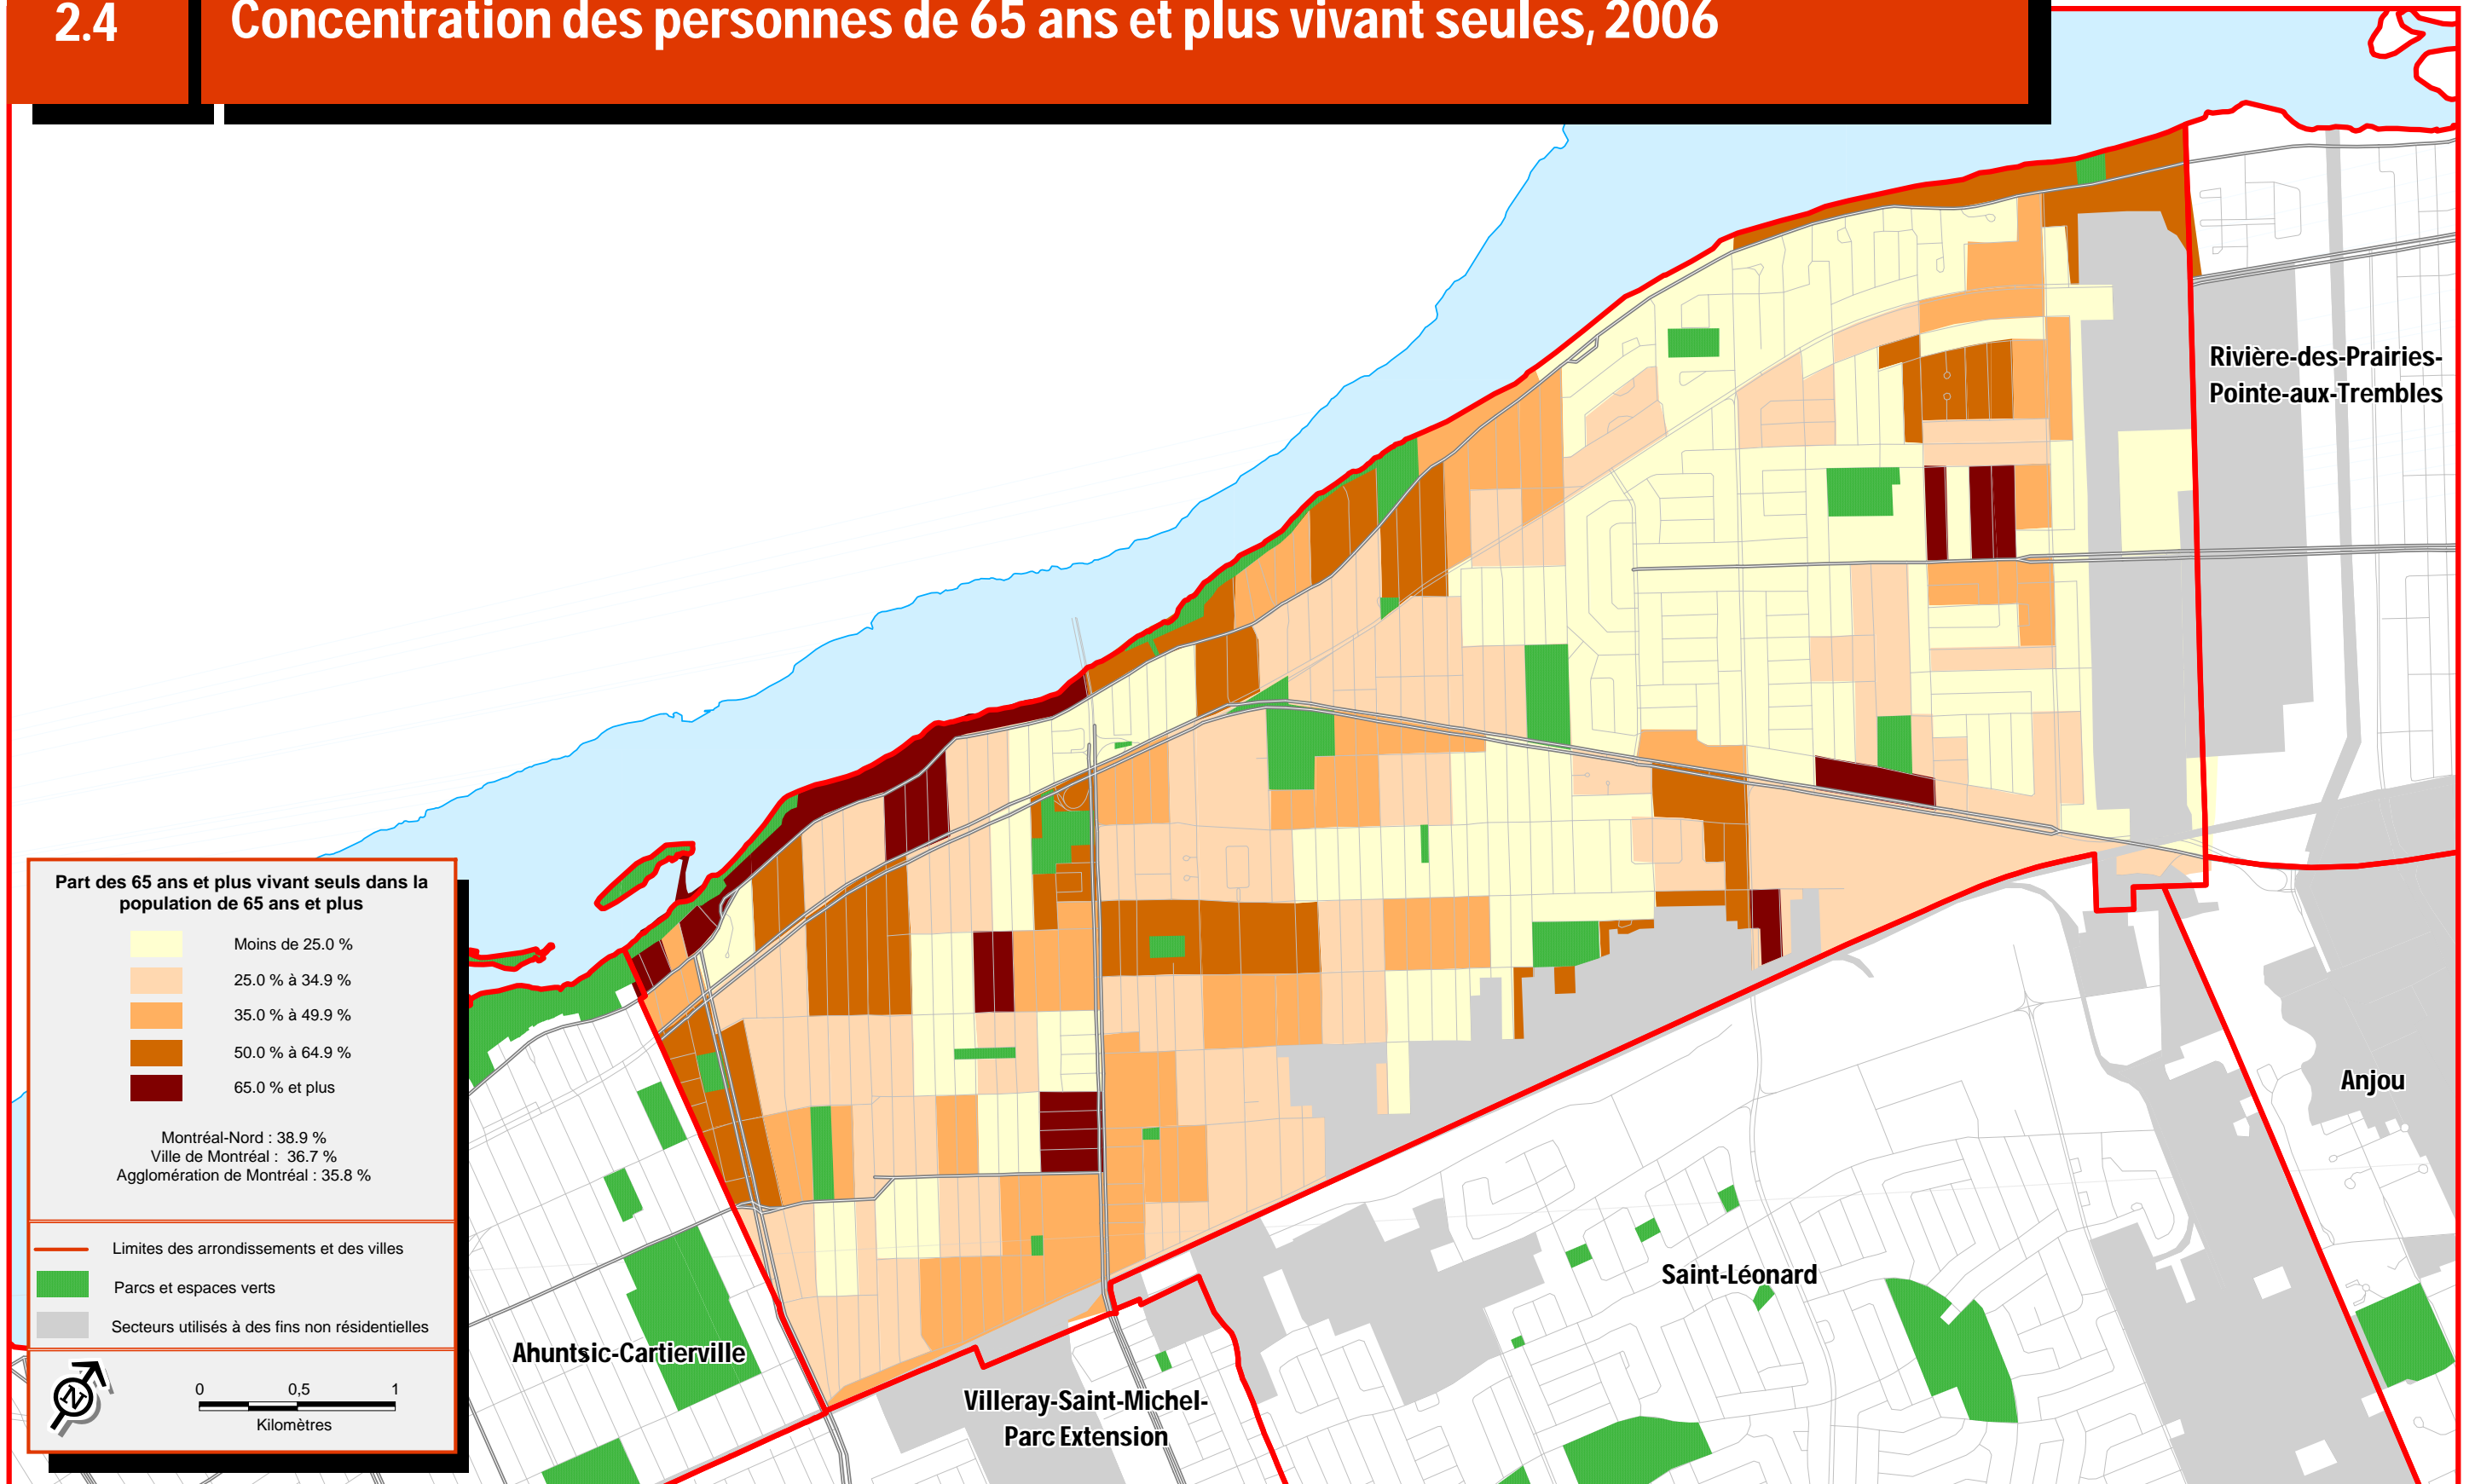 2.4
Concentration des personnes de 65 ans et plus vivant seules, 2006
Rivière-des-Prairies-
Pointe-aux-Trembles
Part des 65 ans et plus vivant seuls dans la
population de 65 ans et plus
Moins de 25.0 %
25.0 % à 34.9 %
35.0 % à 49.9 %
50.0 % à 64.9 %
65.0 % et plus
Montréal-Nord : 38.9 %
Ville de Montréal : 36.7 %
Agglomération de Montréal : 35.8 %
Limites des arrondissements et des villes
Parcs et espaces verts
Secteurs utilisés à des fins non résidentielles
N
0 0,5 1
Kilomètres
Anjou
Saint-Léonard
Ahuntsic-Cartierville
Villeray-Saint-Michel-
Parc Extension